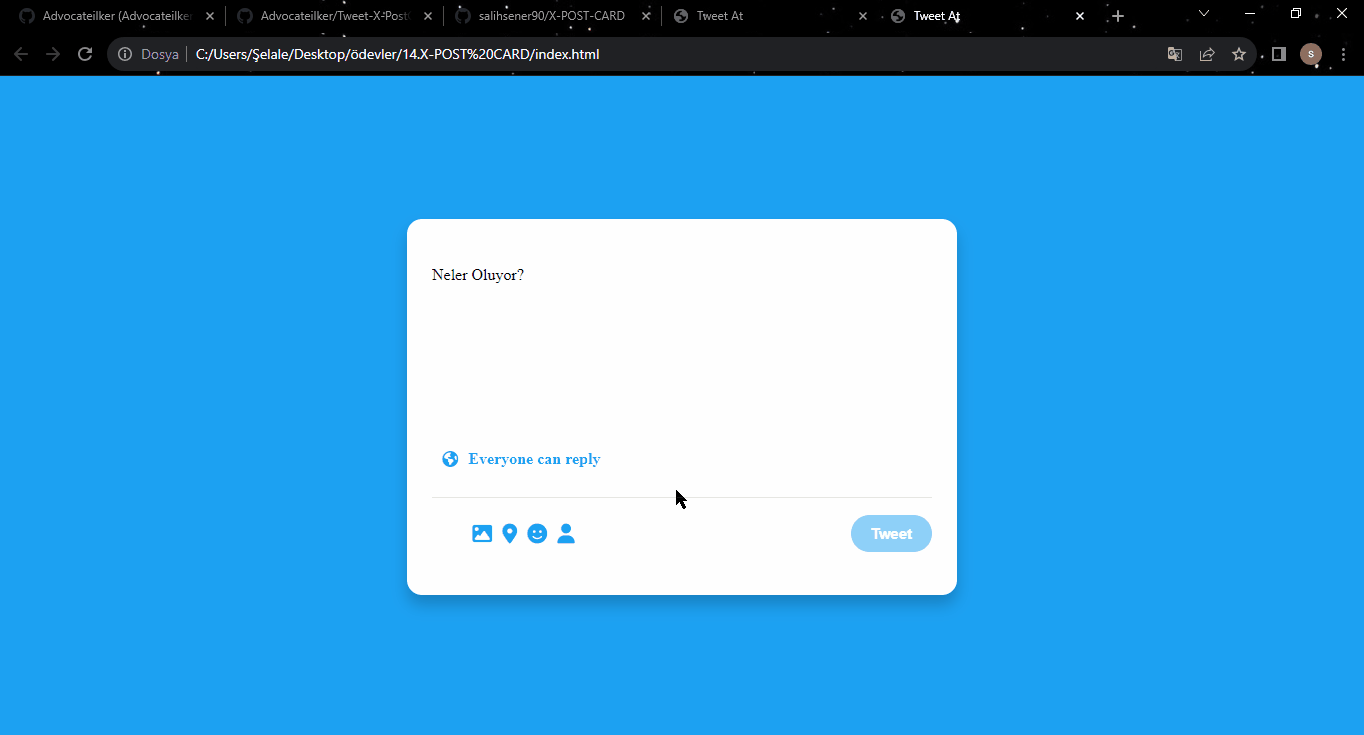 Advocateilker (Advocateilke
Advocateilker/Tweet-X-Post
salihsener90/X-POST-CARD
Tweet At
Tweet At
Dosya
C:/Users/Şelale/Desktop/ödevler/14.X-POST%20CARD/index.html
S
Neler Oluyor?
Everyone can reply
Tweet